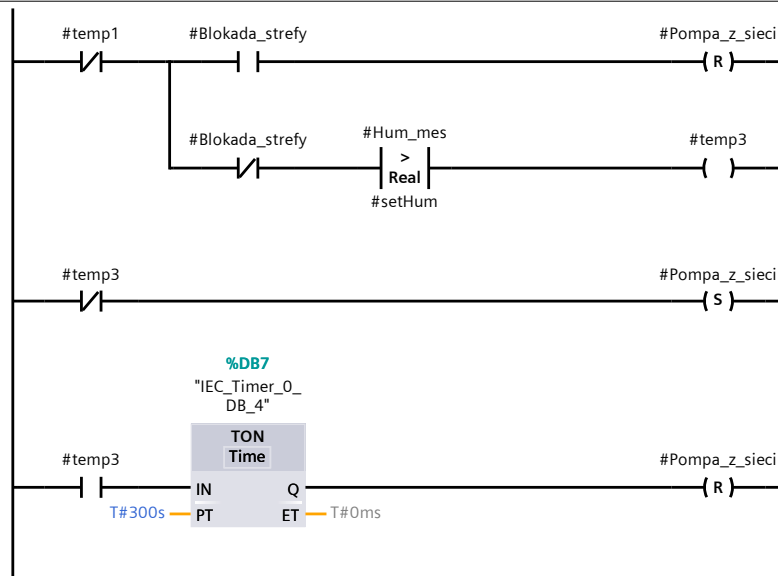 #temp1
#Blokada_strefy
#Pompa_z_sieci
R
#Blokada_strefy
#Hum_mes
>
Real
#setHum
#temp3
#temp3
#Pompa_z_sieci
S
%DB7
"IEC_Timer_0_
DB_4"
TON
Time
#temp3
IN
Q
#Pompa_z_sieci
R
T#300s
PT
ET
T#0ms